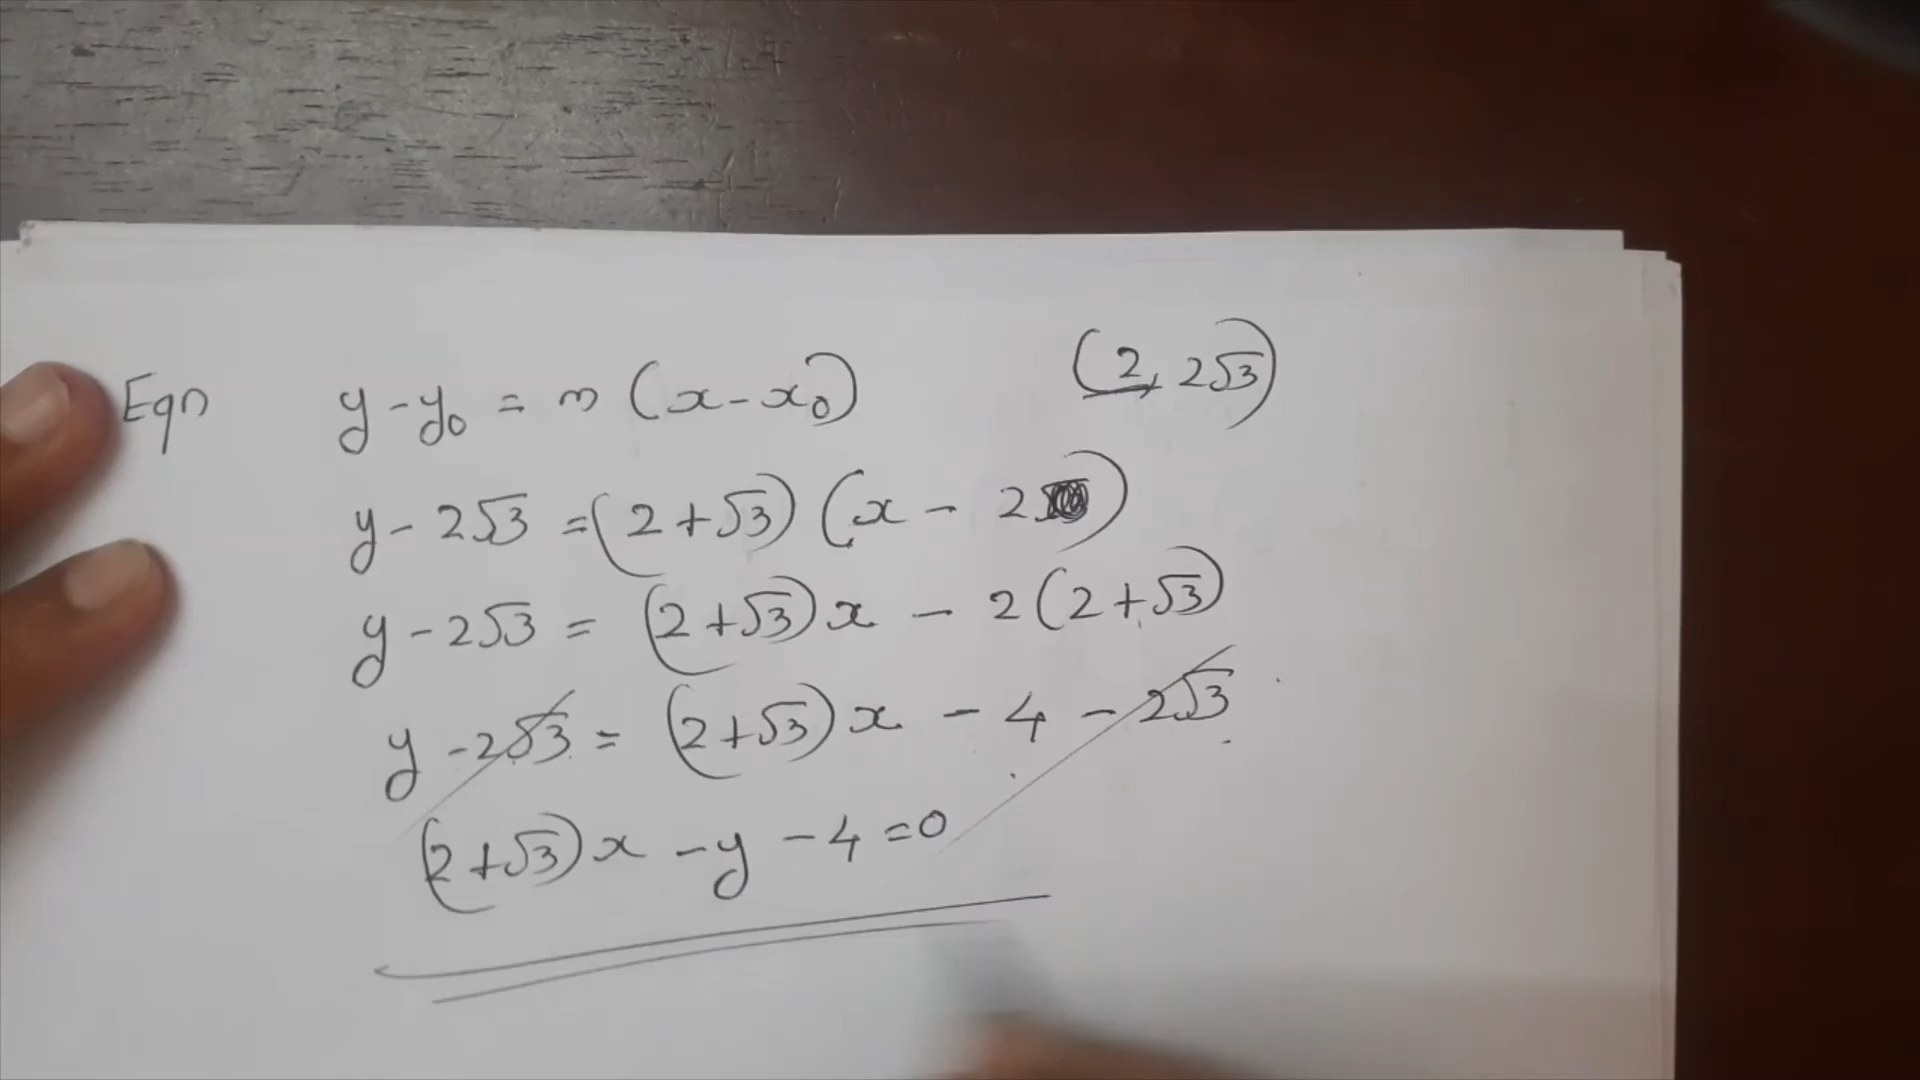 Eqn y - y₀ = m (x - x₀) (2, 2√3)
y - 2√3 = (2+√3) (x - 2)
y - 2√3 = (2+√3)x - 2(2+√3)
y - 2√3 = (2+√3)x - 4 - 2√3
(2+√3)x - y - 4 = 0